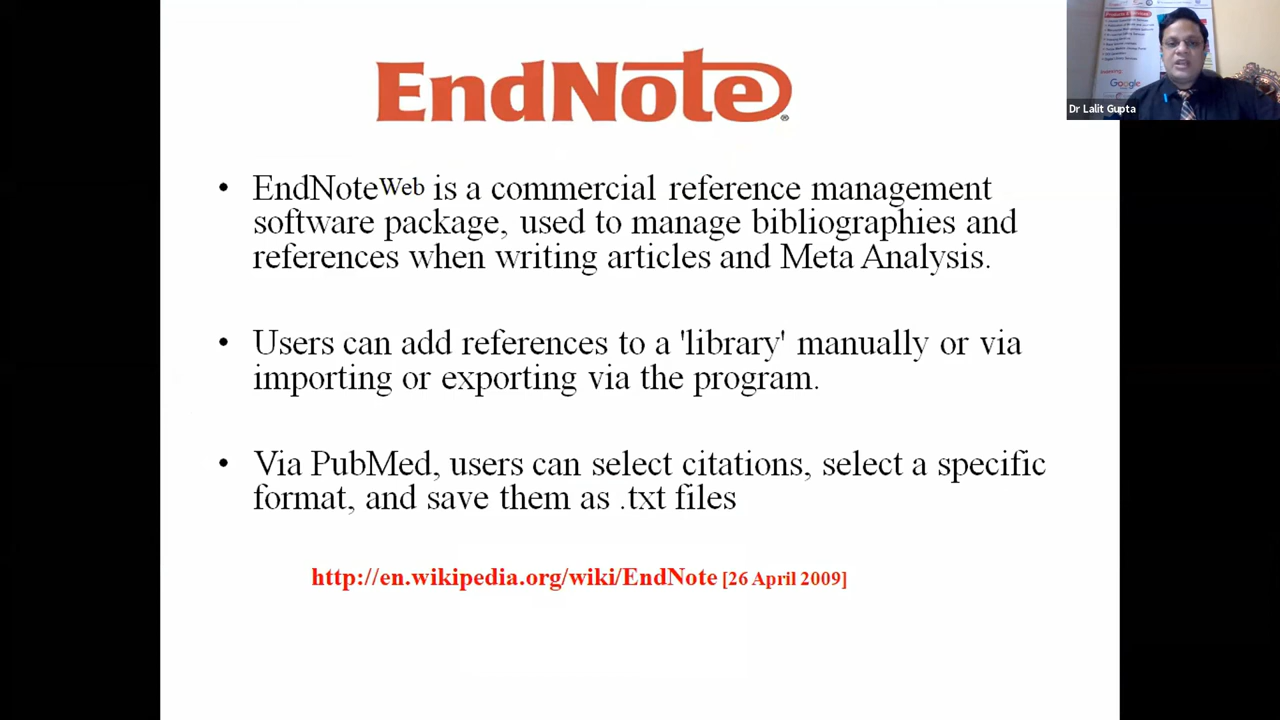 EndNote®
• EndNoteWeb is a commercial reference management
software package, used to manage bibliographies and
references when writing articles and Meta Analysis.
• Users can add references to a 'library' manually or via
importing or exporting via the program.
• Via PubMed, users can select citations, select a specific
format, and save them as .txt files
http://en.wikipedia.org/wiki/EndNote [26 April 2009]
Google
Dr Lalit Gupta